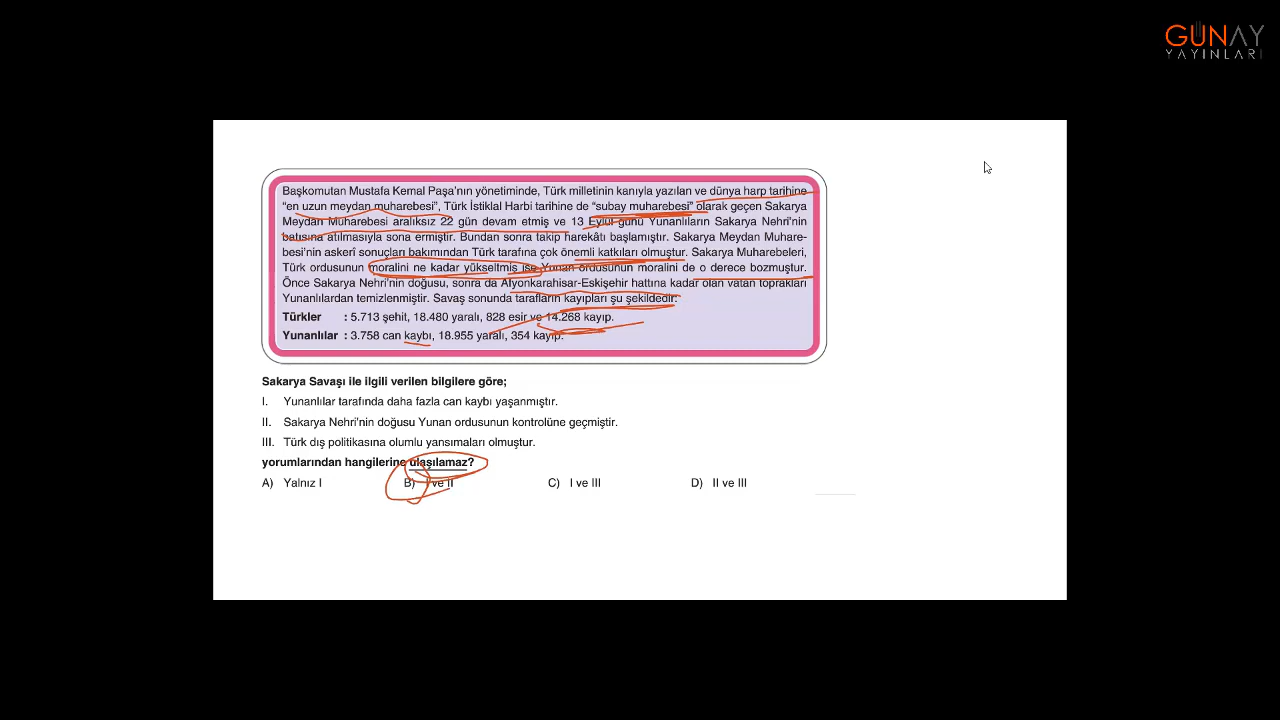 GÜNAY
YAYINLARI
Başkomutan Mustafa Kemal Paşa'nın yönetiminde, Türk milletinin kanıyla yazılan ve dünya harp tarihine
"en uzun meydan muharebesi", Türk İstiklal Harbi tarihine de "subay muharebesi" olarak geçen Sakarya
Meydan Muharebesi aralıksız 22 gün devam etmiş ve 13 Eylül günü Yunanlıların Sakarya Nehri'nin
batısına atılmasıyla sona ermiştir. Bundan sonra takip harekâtı başlamıştır. Sakarya Meydan Muhare-
besi'nin askerî sonuçları bakımından Türk tarafına çok önemli katkıları olmuştur. Sakarya Muharebeleri,
Türk ordusunun moralini ne kadar yükseltmiş ise Yunan ordusunun moralini de o derece bozmuştur.
Önce Sakarya Nehri'nin doğusu, sonra da Afyonkarahisar-Eskişehir hattına kadar olan vatan toprakları
Yunanlılardan temizlenmiştir. Savaş sonunda tarafların kayıpları şu şekildedir:
Türkler : 5.713 şehit, 18.480 yaralı, 828 esir ve 14.268 kayıp.
Yunanlılar : 3.758 can kaybı, 18.955 yaralı, 354 kayıp.
Sakarya Savaşı ile ilgili verilen bilgilere göre;
I. Yunanlılar tarafında daha fazla can kaybı yaşanmıştır.
II. Sakarya Nehri'nin doğusu Yunan ordusunun kontrolüne geçmiştir.
III. Türk dış politikasına olumlu yansımaları olmuştur.
yorumlarından hangilerine ulaşılamaz?
A) Yalnız I B) I ve II C) I ve III D) II ve III